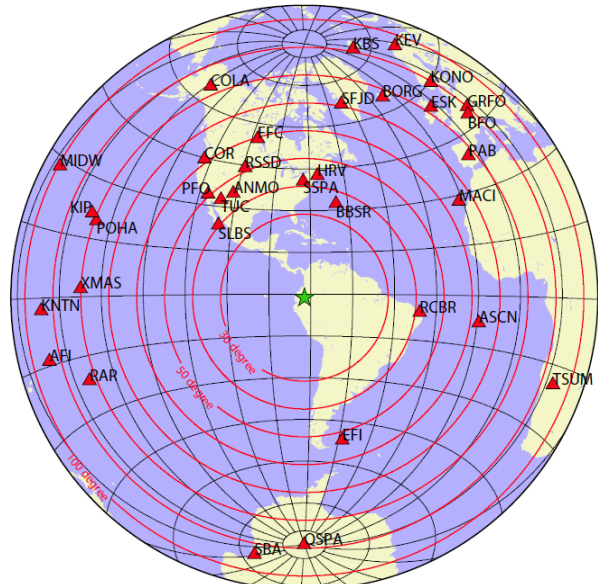 KBS
KEV
COLA
KONO
SFJD
BORG
ESK
GRFO
BFO
EFC
COR
RSSD
HRV
PAB
MIDW
SSPA
PFO
ANMO
TUC
BBSR
MACI
KIP
POHA
SLBS
XMAS
KNTN
RCBR
ASCN
30 degree
AFI
RAR
50 degree
TSUM
EFI
100 degree
SBA
QSPA